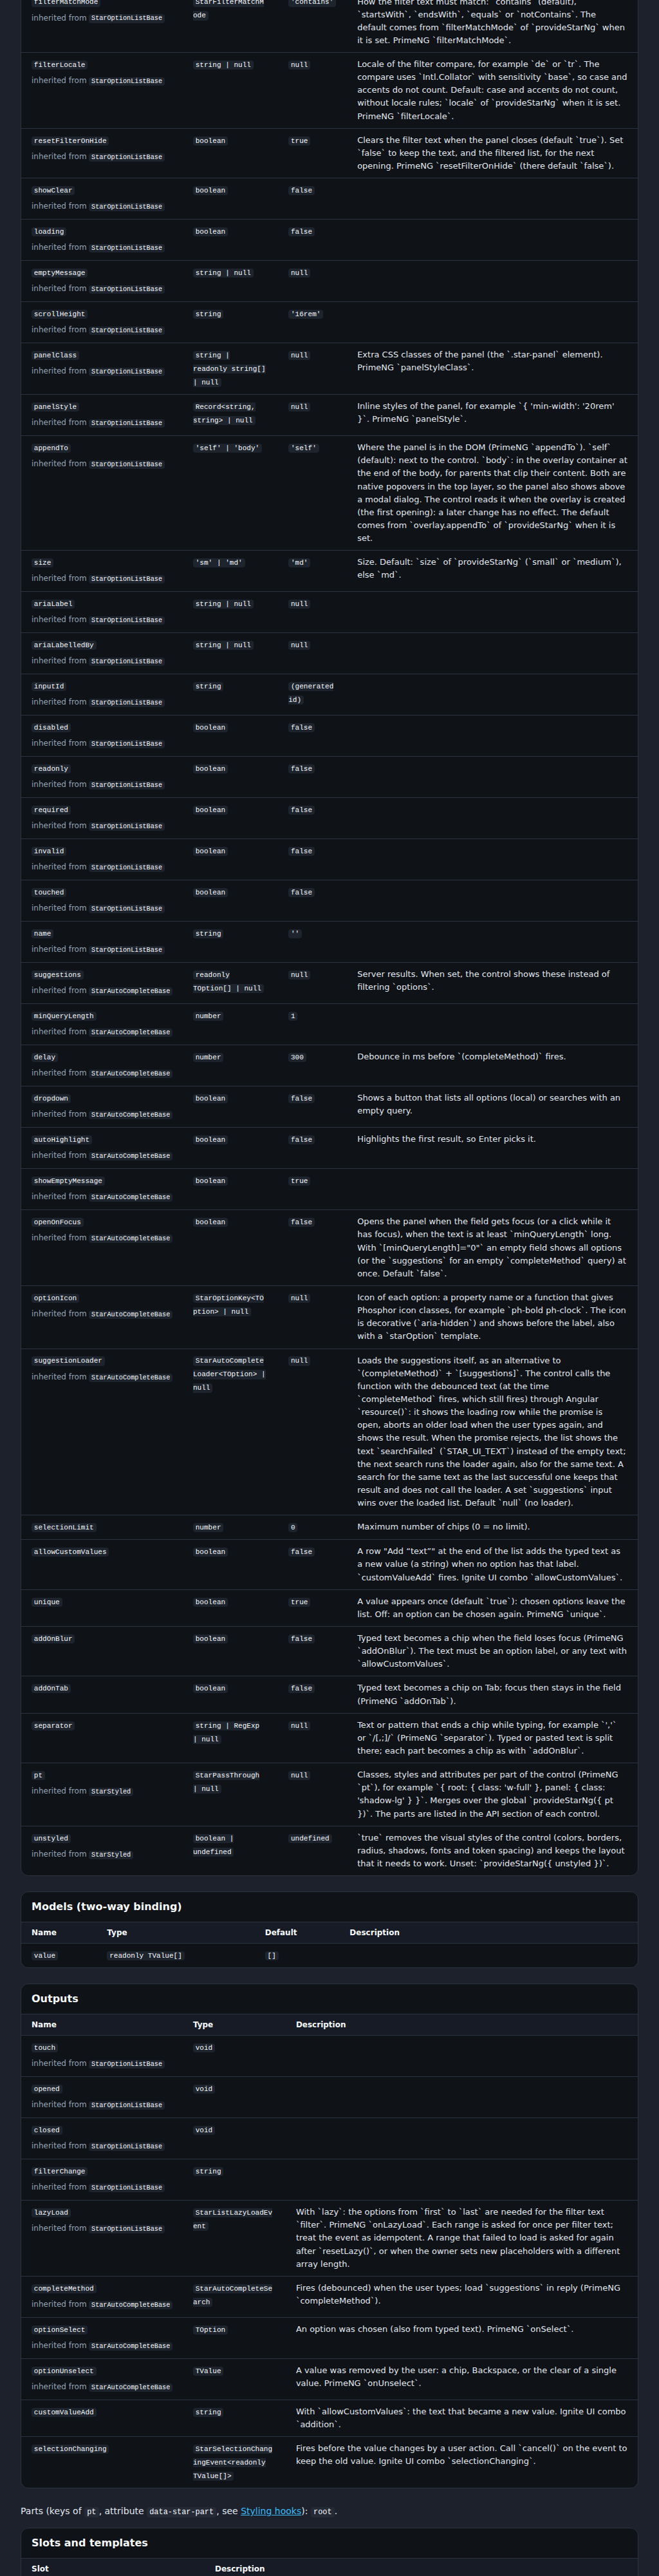 filterMatchMode StarFilterMatchM 'contains' How the filter text must match: `contains` (default),
ode `startsWith`, `endsWith`, `equals` or `notContains`. The
inherited from StarOptionListBase default comes from `filterMatchMode` of `provideStarNg` when
it is set. PrimeNG `filterMatchMode`.
filterLocale string | null null Locale of the filter compare, for example `de` or `tr`. The
inherited from StarOptionListBase compare uses `Intl.Collator` with sensitivity `base`, so case and
accents do not count. Default: case and accents do not count,
without locale rules; `locale` of `provideStarNg` when it is set.
PrimeNG `filterLocale`.
resetFilterOnHide boolean true Clears the filter text when the panel closes (default `true`). Set
inherited from StarOptionListBase `false` to keep the text, and the filtered list, for the next
opening. PrimeNG `resetFilterOnHide` (there default `false`).
showClear boolean false
inherited from StarOptionListBase
loading boolean false
inherited from StarOptionListBase
emptyMessage string | null null
inherited from StarOptionListBase
scrollHeight string '16rem'
inherited from StarOptionListBase
panelClass string | null Extra CSS classes of the panel (the `.star-panel` element).
inherited from StarOptionListBase readonly string[] PrimeNG `panelStyleClass`.
| null
panelStyle Record<string, null Inline styles of the panel, for example `{ 'min-width': '20rem'
inherited from StarOptionListBase string> | null }`. PrimeNG `panelStyle`.
appendTo 'self' | 'body' 'self' Where the panel is in the DOM (PrimeNG `appendTo`). `self`
inherited from StarOptionListBase (default): next to the control. `body`: in the overlay container at
the end of the body, for parents that clip their content. Both are
native popovers in the top layer, so the panel also shows above
a modal dialog. The control reads it when the overlay is created
(the first opening): a later change has no effect. The default
comes from `overlay.appendTo` of `provideStarNg` when it is
set.
size 'sm' | 'md' 'md' Size. Default: `size` of `provideStarNg` (`small` or `medium`),
inherited from StarOptionListBase else `md`.
ariaLabel string | null null
inherited from StarOptionListBase
ariaLabelledBy string | null null
inherited from StarOptionListBase
inputId string (generated
inherited from StarOptionListBase id)
disabled boolean false
inherited from StarOptionListBase
readonly boolean false
inherited from StarOptionListBase
required boolean false
inherited from StarOptionListBase
invalid boolean false
inherited from StarOptionListBase
touched boolean false
inherited from StarOptionListBase
name string ''
inherited from StarOptionListBase
suggestions readonly null Server results. When set, the control shows these instead of
inherited from StarAutoCompleteBase TOption[] | null filtering `options`.
minQueryLength number 1
inherited from StarAutoCompleteBase
delay number 300 Debounce in ms before `(completeMethod)` fires.
inherited from StarAutoCompleteBase
dropdown boolean false Shows a button that lists all options (local) or searches with an
inherited from StarAutoCompleteBase empty query.
autoHighlight boolean false Highlights the first result, so Enter picks it.
inherited from StarAutoCompleteBase
showEmptyMessage boolean true
inherited from StarAutoCompleteBase
openOnFocus boolean false Opens the panel when the field gets focus (or a click while it
inherited from StarAutoCompleteBase has focus), when the text is at least `minQueryLength` long.
With `[minQueryLength]="0"` an empty field shows all options
(or the `suggestions` for an empty `completeMethod` query) at
once. Default `false`.
optionIcon StarOptionKey<TO null Icon of each option: a property name or a function that gives
inherited from StarAutoCompleteBase ption> | null Phosphor icon classes, for example `ph-bold ph-clock`. The icon
is decorative (`aria-hidden`) and shows before the label, also
with a `starOption` template.
suggestionLoader StarAutoComplete null Loads the suggestions itself, as an alternative to
inherited from StarAutoCompleteBase Loader<TOption> | `(completeMethod)` + `[suggestions]`. The control calls the
null function with the debounced text (at the time
`completeMethod` fires, which still fires) through Angular
`resource()`: it shows the loading row while the promise is
open, aborts an older load when the user types again, and
shows the result. When the promise rejects, the list shows the
text `searchFailed` (`STAR_UI_TEXT`) instead of the empty text;
the next search runs the loader again, also for the same text. A
search for the same text as the last successful one keeps that
result and does not call the loader. A set `suggestions` input
wins over the loaded list. Default `null` (no loader).
selectionLimit number 0 Maximum number of chips (0 = no limit).
allowCustomValues boolean false A row "Add “text”" at the end of the list adds the typed text as
a new value (a string) when no option has that label.
`customValueAdd` fires. Ignite UI combo `allowCustomValues`.
unique boolean true A value appears once (default `true`): chosen options leave the
list. Off: an option can be chosen again. PrimeNG `unique`.
addOnBlur boolean false Typed text becomes a chip when the field loses focus (PrimeNG
`addOnBlur`). The text must be an option label, or any text with
`allowCustomValues`.
addOnTab boolean false Typed text becomes a chip on Tab; focus then stays in the field
(PrimeNG `addOnTab`).
separator string | RegExp null Text or pattern that ends a chip while typing, for example `','`
| null or `/[,;]/` (PrimeNG `separator`). Typed or pasted text is split
there; each part becomes a chip as with `addOnBlur`.
pt StarPassThrough null Classes, styles and attributes per part of the control (PrimeNG
inherited from StarStyled | null `pt`), for example `{ root: { class: 'w-full' }, panel: { class:
'shadow-lg' } }`. Merges over the global `provideStarNg({ pt
})`. The parts are listed in the API section of each control.
unstyled boolean | undefined `true` removes the visual styles of the control (colors, borders,
inherited from StarStyled undefined radius, shadows, fonts and token spacing) and keeps the layout
that it needs to work. Unset: `provideStarNg({ unstyled })`.
Models (two-way binding)
Name Type Default Description
value readonly TValue[] []
Outputs
Name Type Description
touch void
inherited from StarOptionListBase
opened void
inherited from StarOptionListBase
closed void
inherited from StarOptionListBase
filterChange string
inherited from StarOptionListBase
lazyLoad StarListLazyLoadEv With `lazy`: the options from `first` to `last` are needed for the filter text
inherited from StarOptionListBase ent `filter`. PrimeNG `onLazyLoad`. Each range is asked for once per filter text;
treat the event as idempotent. A range that failed to load is asked for again
after `resetLazy()`, or when the owner sets new placeholders with a different
array length.
completeMethod StarAutoCompleteSe Fires (debounced) when the user types; load `suggestions` in reply (PrimeNG
inherited from StarAutoCompleteBase arch `completeMethod`).
optionSelect TOption An option was chosen (also from typed text). PrimeNG `onSelect`.
inherited from StarAutoCompleteBase
optionUnselect TValue A value was removed by the user: a chip, Backspace, or the clear of a single
inherited from StarAutoCompleteBase value. PrimeNG `onUnselect`.
customValueAdd string With `allowCustomValues`: the text that became a new value. Ignite UI combo
`addition`.
selectionChanging StarSelectionChang Fires before the value changes by a user action. Call `cancel()` on the event to
ingEvent<readonly keep the old value. Ignite UI combo `selectionChanging`.
TValue[]>
Parts (keys of pt , attribute data-star-part , see Styling hooks): root .
Slots and templates
Slot Description